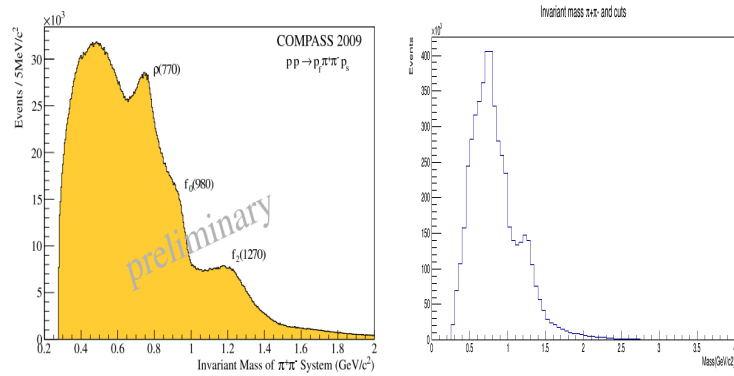 ×10³
COMPASS 2009
p p → p_f π⁺π⁻ p_s
ρ(770)
f₀(980)
f₂(1270)
preliminary
Events / 5MeV/c²
30
25
20
15
10
5
0
0.2 0.4 0.6 0.8 1 1.2 1.4 1.6 1.8 2
Invariant Mass of π⁺π⁻ System (GeV/c²)
Invariant mass π+π- and cuts
×10³
Events
400
350
300
250
200
150
100
50
0
0 0.5 1 1.5 2 2.5 3 3.5 4
Mass(GeV/c²)